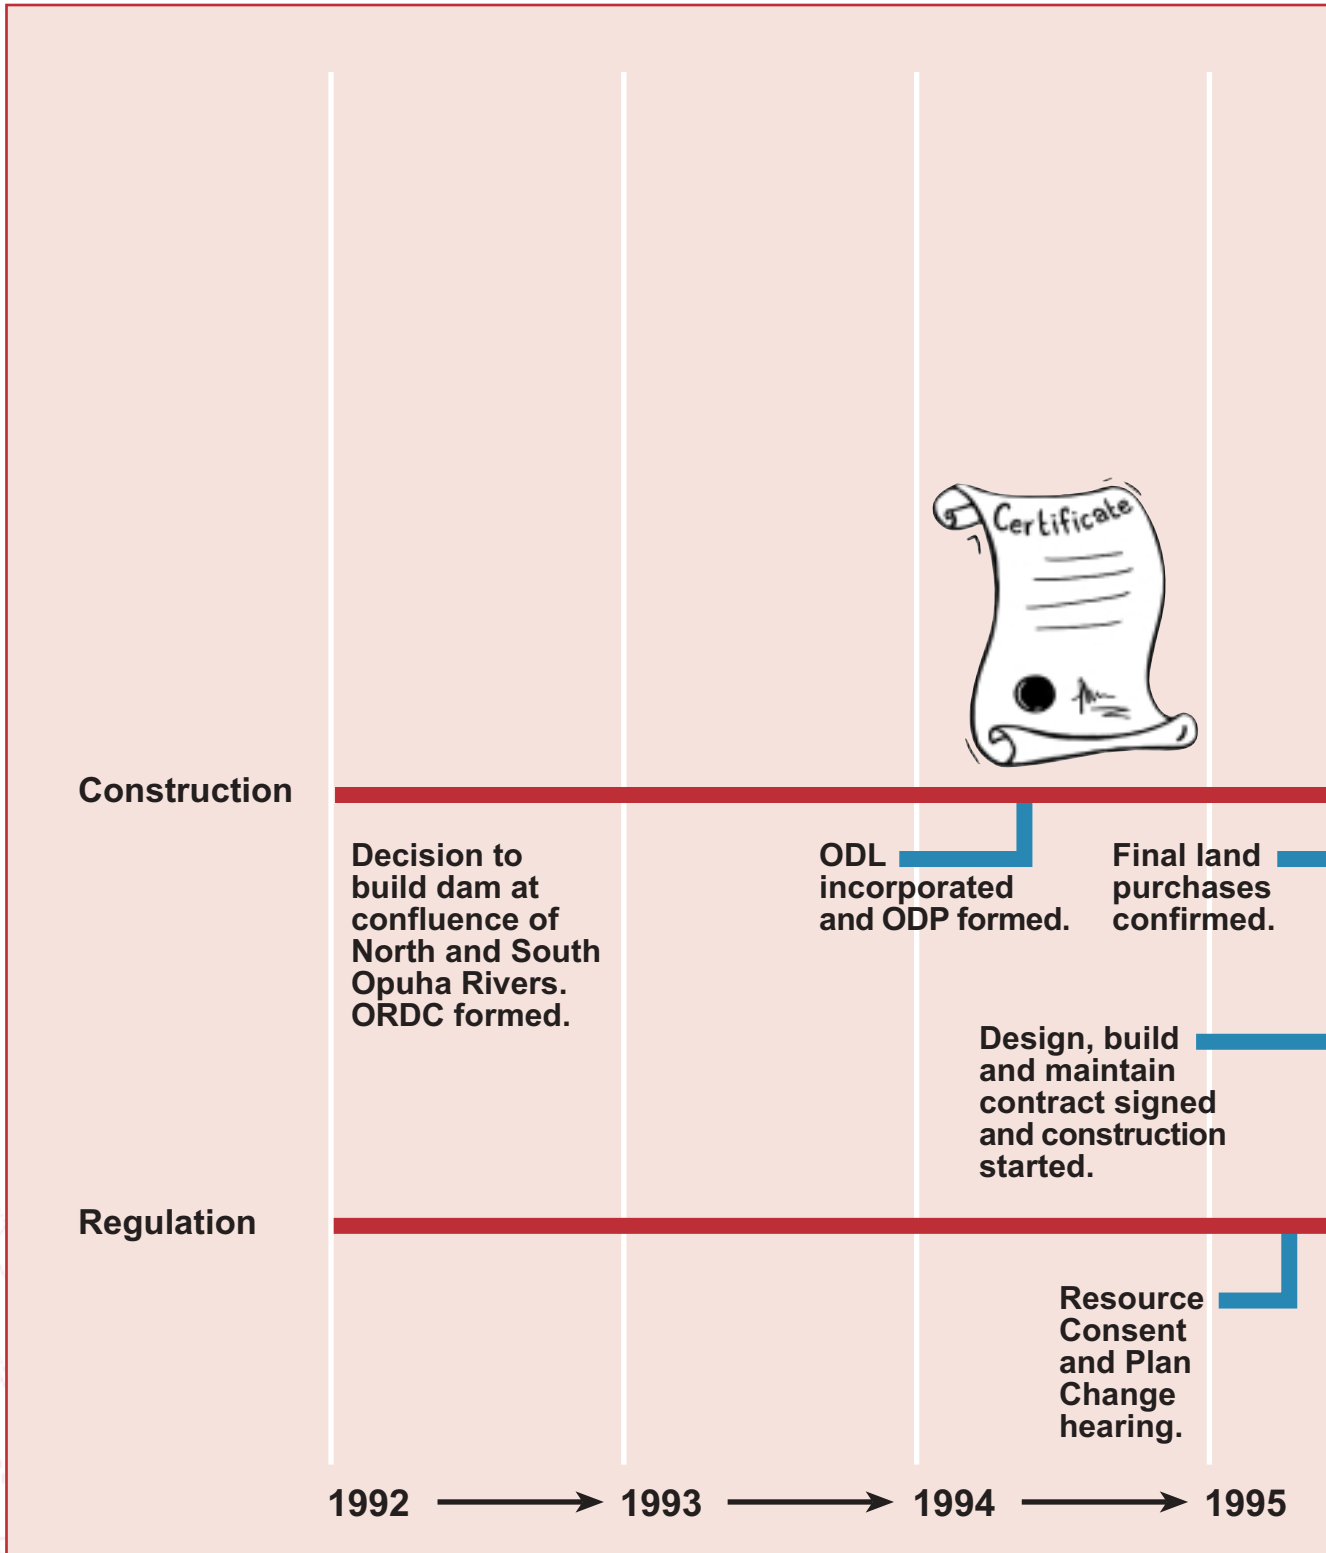 Certificate
Construction
Decision to
build dam at
confluence of
North and South
Opuha Rivers.
ORDC formed.
ODL
incorporated
and ODP formed.
Final land
purchases
confirmed.
Design, build
and maintain
contract signed
and construction
started.
Regulation
Resource
Consent
and Plan
Change
hearing.
1992 1993 1994 1995